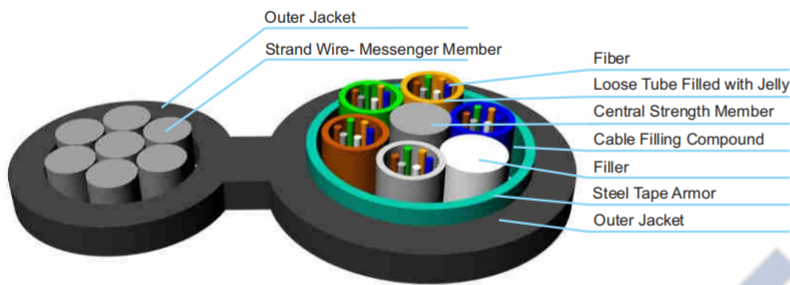 Outer Jacket
Strand Wire- Messenger Member
Fiber
Loose Tube Filled with Jelly
Central Strength Member
Cable Filling Compound
Filler
Steel Tape Armor
Outer Jacket